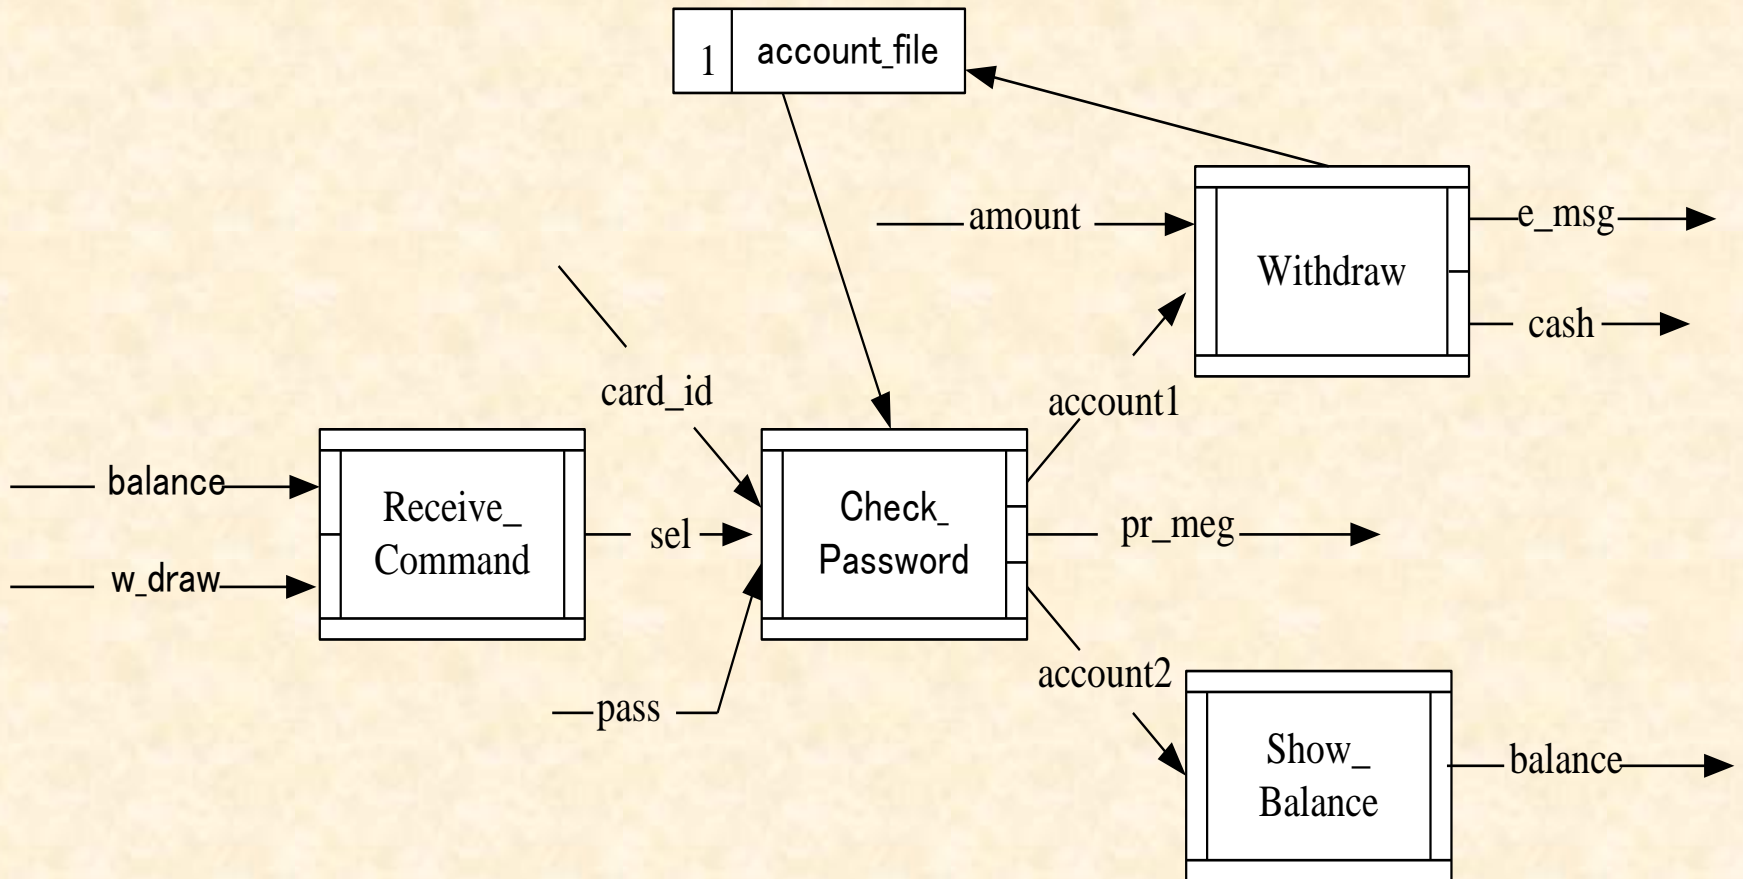 1
account_file
amount
Withdraw
e_msg
cash
card_id
account1
balance
w_draw
Receive_
Command
sel
Check_
Password
pr_meg
account2
pass
Show_
Balance
balance